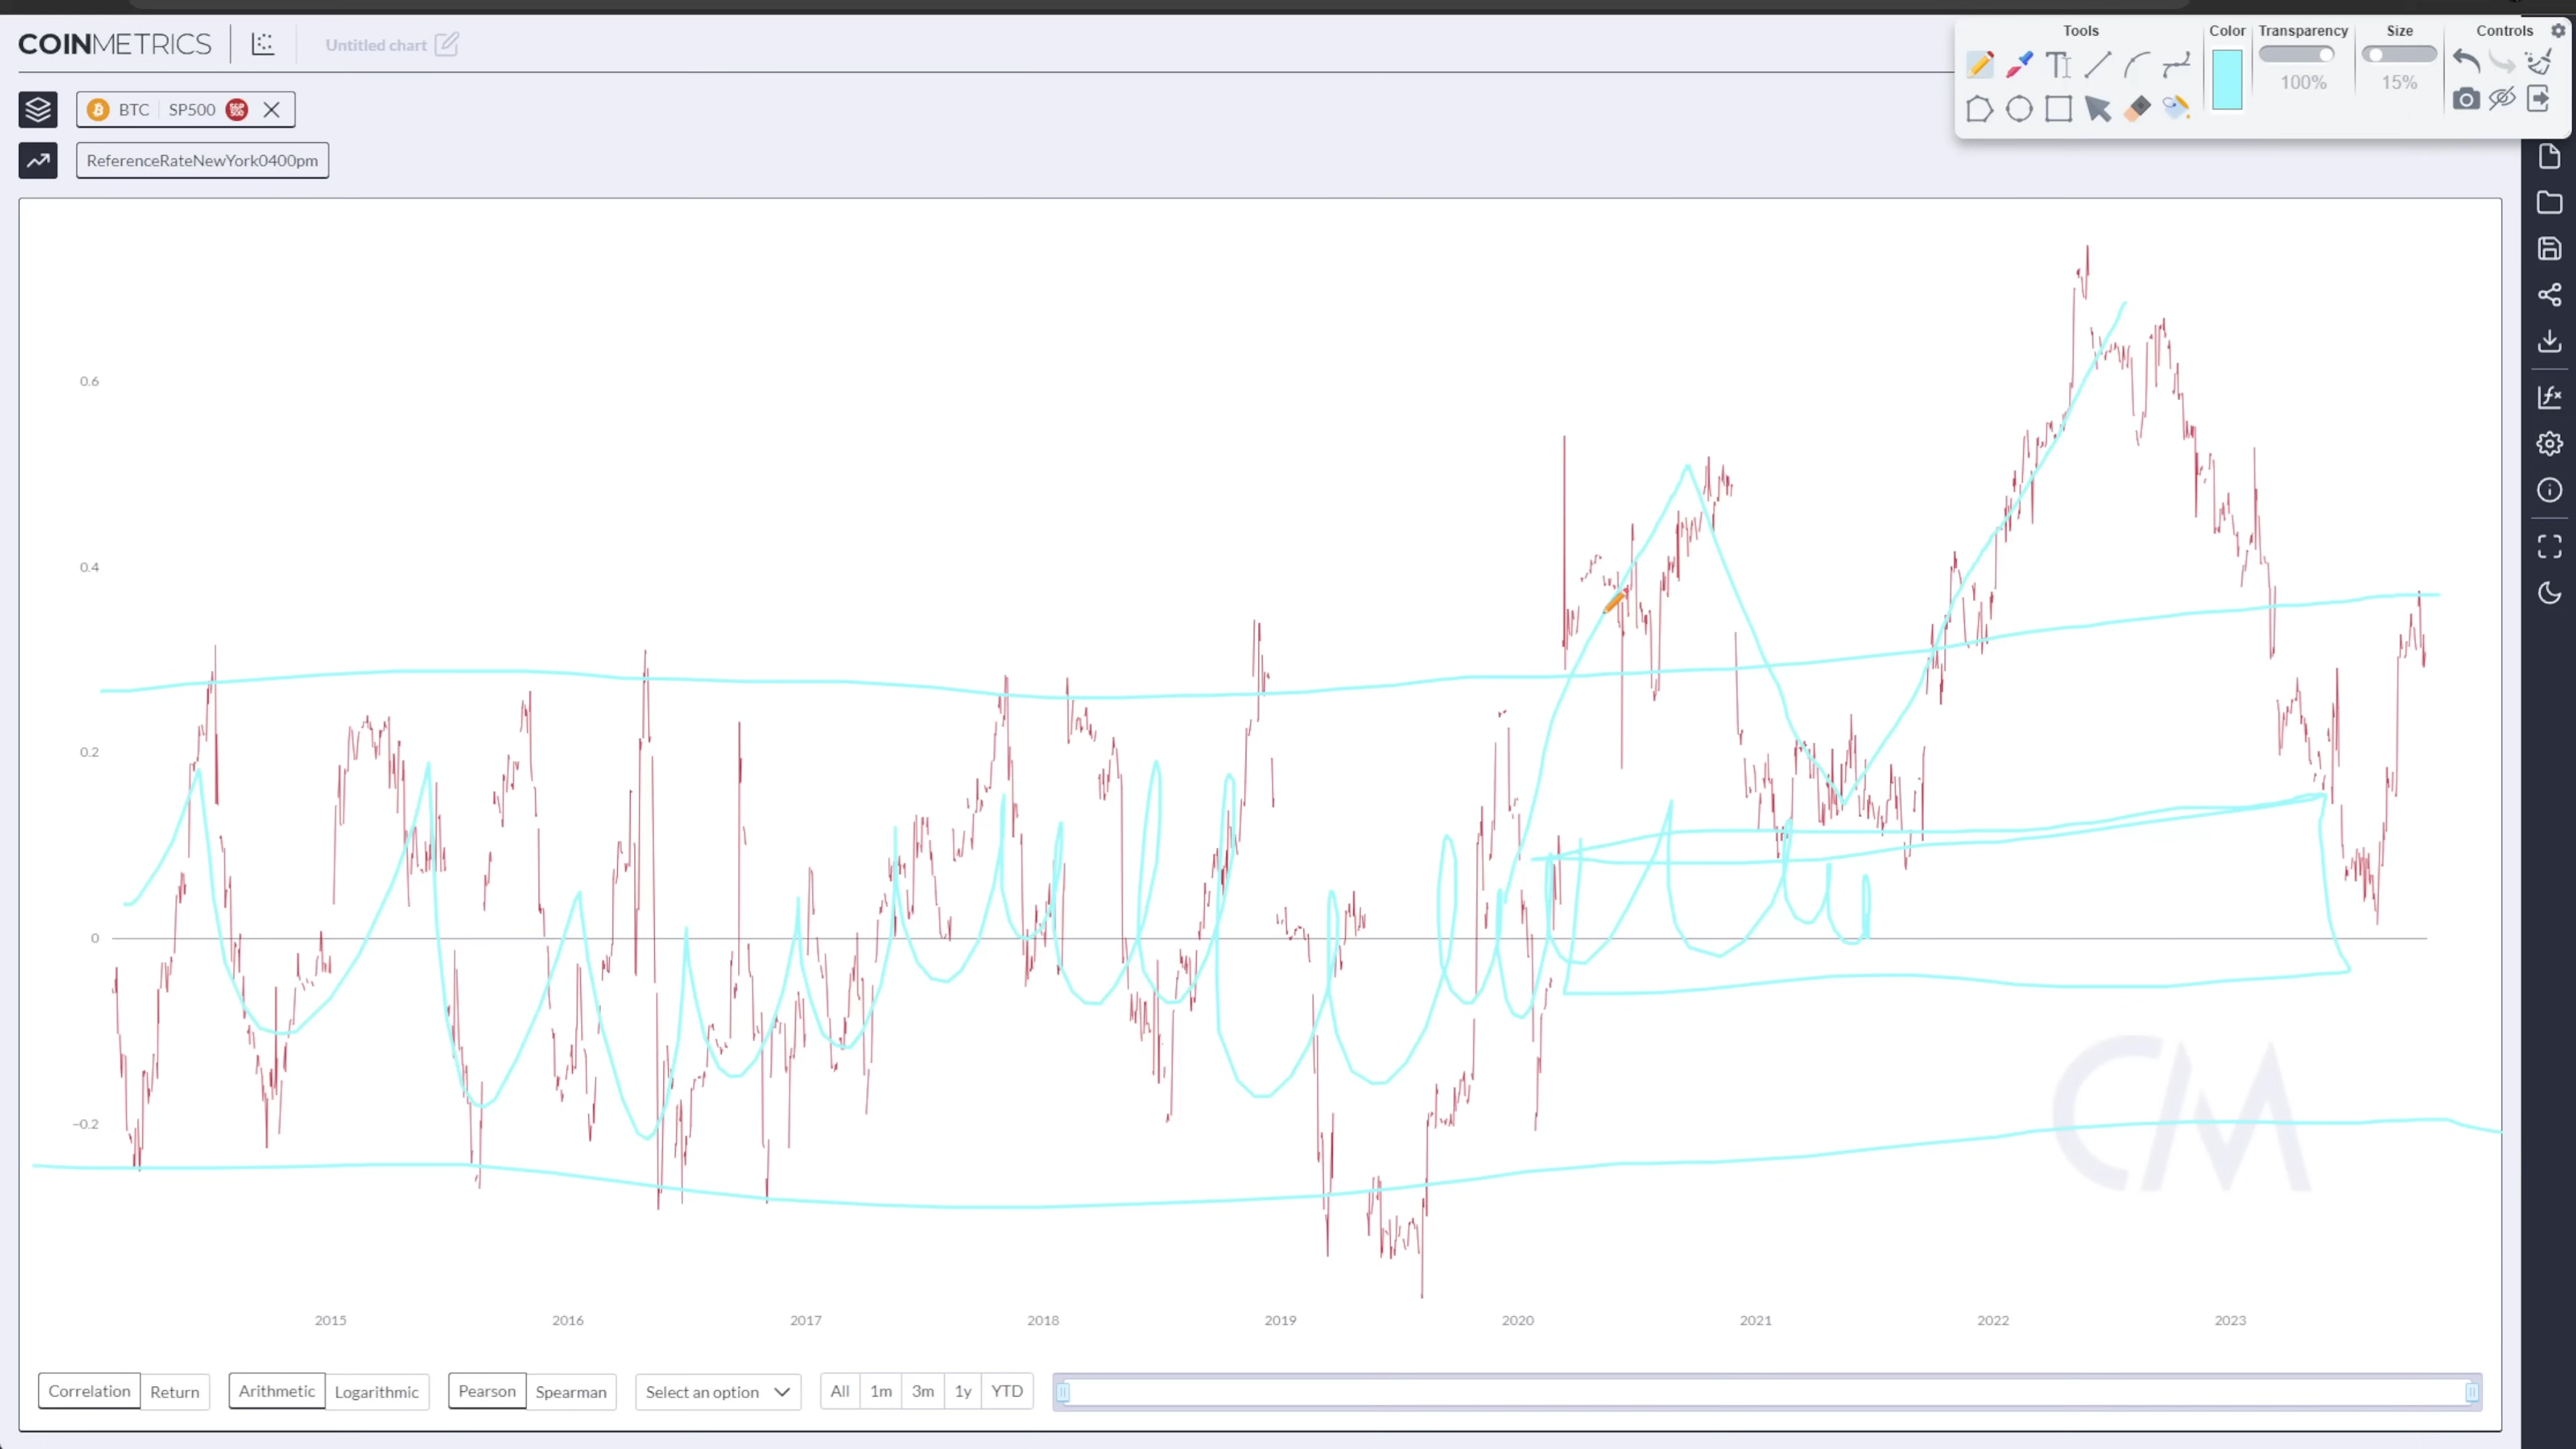 COINMETRICS Untitled chart
Tools Color Transparency Size Controls
100% 15%
BTC SP500 S&P 500
ReferenceRateNewYork0400pm
0.6
0.4
0.2
0
−0.2
CM
2015 2016 2017 2018 2019 2020 2021 2022 2023
Correlation Return Arithmetic Logarithmic Pearson Spearman Select an option All 1m 3m 1y YTD